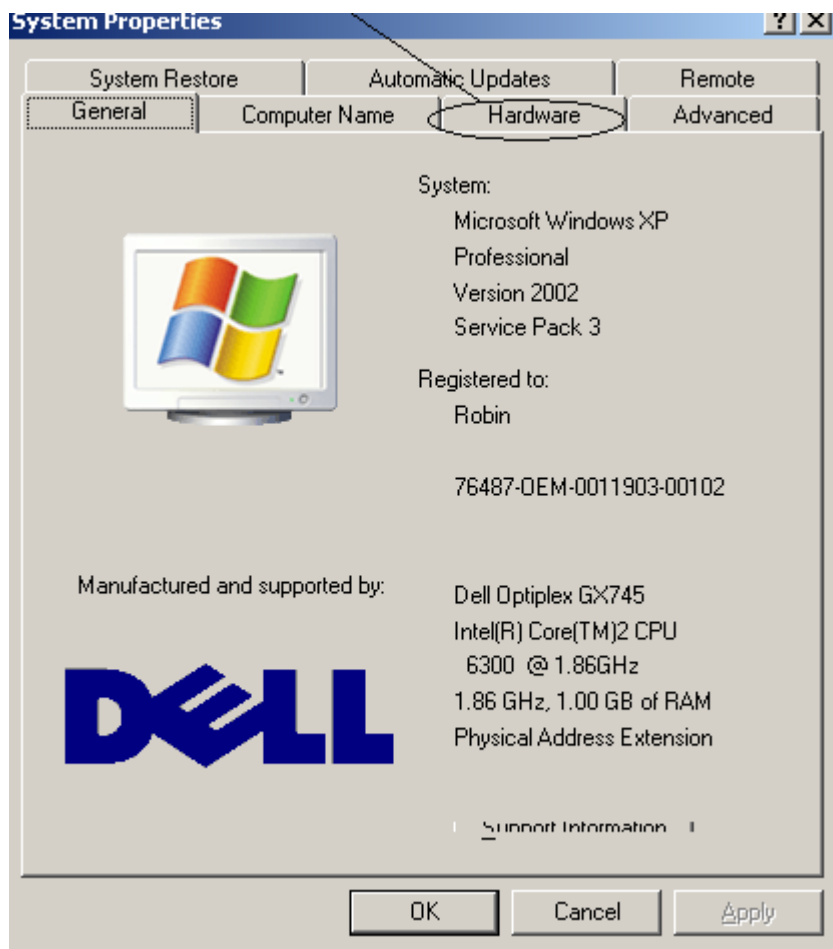 System Properties
System Restore
Automatic Updates
Remote
General
Computer Name
Hardware
Advanced
System:
Microsoft Windows XP
Professional
Version 2002
Service Pack 3
Registered to:
Robin
76487-OEM-0011903-00102
Manufactured and supported by:
Dell Optiplex GX745
Intel(R) Core(TM)2 CPU
6300 @ 1.86GHz
1.86 GHz, 1.00 GB of RAM
Physical Address Extension
DELL
Support Information
OK
Cancel
Apply